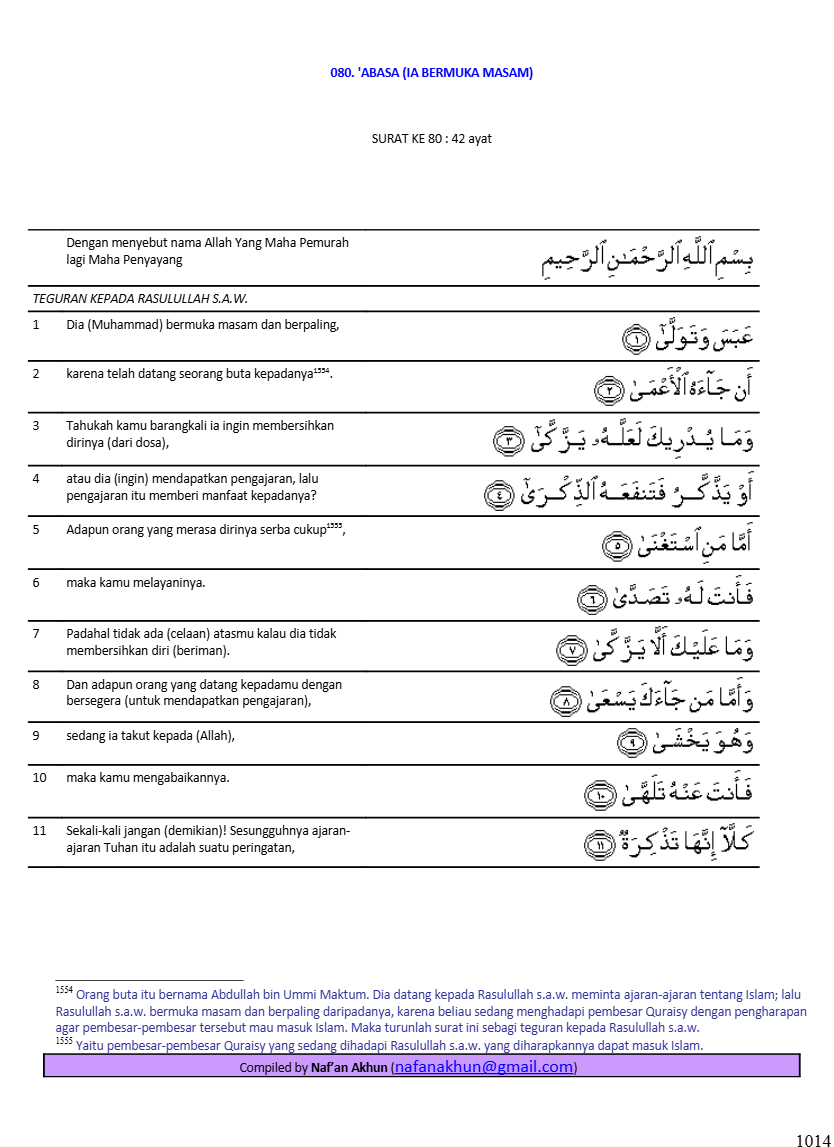 080. 'ABASA (IA BERMUKA MASAM)
SURAT KE 80 : 42 ayat
Dengan menyebut nama Allah Yang Maha Pemurah
lagi Maha Penyayang
بِسْمِ ٱللَّهِ ٱلرَّحْمَـٰنِ ٱلرَّحِيمِ
TEGURAN KEPADA RASULULLAH S.A.W.
1 Dia (Muhammad) bermuka masam dan berpaling,
عَبَسَ وَتَوَلَّىٰٓ ﴿١﴾
2 karena telah datang seorang buta kepadanya¹⁵⁵⁴.
أَن جَآءَهُ ٱلْأَعْمَىٰ ﴿٢﴾
3 Tahukah kamu barangkali ia ingin membersihkan
dirinya (dari dosa),
وَمَا يُدْرِيكَ لَعَلَّهُۥ يَزَّكَّىٰٓ ﴿٣﴾
4 atau dia (ingin) mendapatkan pengajaran, lalu
pengajaran itu memberi manfaat kepadanya?
أَوْ يَذَّكَّرُ فَتَنفَعَهُ ٱلذِّكْرَىٰٓ ﴿٤﴾
5 Adapun orang yang merasa dirinya serba cukup¹⁵⁵⁵,
أَمَّا مَنِ ٱسْتَغْنَىٰ ﴿٥﴾
6 maka kamu melayaninya.
فَأَنتَ لَهُۥ تَصَدَّىٰ ﴿٦﴾
7 Padahal tidak ada (celaan) atasmu kalau dia tidak
membersihkan diri (beriman).
وَمَا عَلَيْكَ أَلَّا يَزَّكَّىٰ ﴿٧﴾
8 Dan adapun orang yang datang kepadamu dengan
bersegera (untuk mendapatkan pengajaran),
وَأَمَّا مَن جَآءَكَ يَسْعَىٰ ﴿٨﴾
9 sedang ia takut kepada (Allah),
وَهُوَ يَخْشَىٰ ﴿٩﴾
10 maka kamu mengabaikannya.
فَأَنتَ عَنْهُ تَلَهَّىٰ ﴿١٠﴾
11 Sekali-kali jangan (demikian)! Sesungguhnya ajaran-
ajaran Tuhan itu adalah suatu peringatan,
كَلَّآ إِنَّهَا تَذْكِرَةٌ ﴿١١﴾
¹⁵⁵⁴ Orang buta itu bernama Abdullah bin Ummi Maktum. Dia datang kepada Rasulullah s.a.w. meminta ajaran-ajaran tentang Islam; lalu
Rasulullah s.a.w. bermuka masam dan berpaling daripadanya, karena beliau sedang menghadapi pembesar Quraisy dengan pengharapan
agar pembesar-pembesar tersebut mau masuk Islam. Maka turunlah surat ini sebagi teguran kepada Rasulullah s.a.w.
¹⁵⁵⁵ Yaitu pembesar-pembesar Quraisy yang sedang dihadapi Rasulullah s.a.w. yang diharapkannya dapat masuk Islam.
Compiled by Naf'an Akhun (nafanakhun@gmail.com)
1014